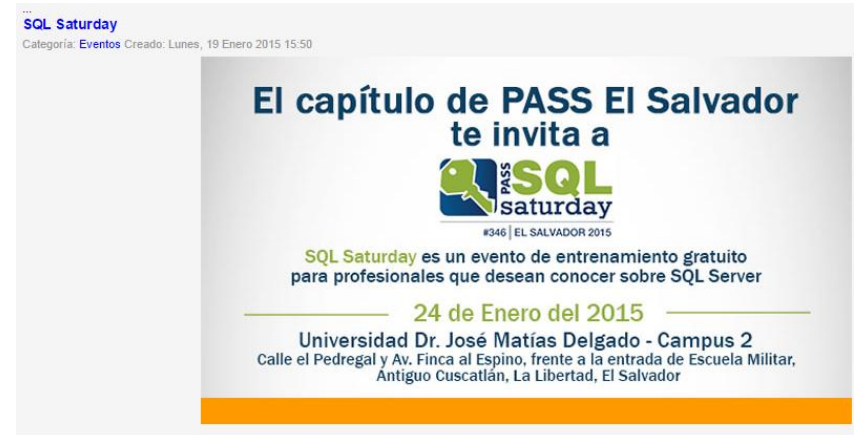 ...
SQL Saturday
Categoría: Eventos Creado: Lunes, 19 Enero 2015 15:50
El capítulo de PASS El Salvador
te invita a
PASS SQL
saturday
#346 | EL SALVADOR 2015
SQL Saturday es un evento de entrenamiento gratuito
para profesionales que desean conocer sobre SQL Server
24 de Enero del 2015
Universidad Dr. José Matías Delgado - Campus 2
Calle el Pedregal y Av. Finca al Espino, frente a la entrada de Escuela Militar,
Antiguo Cuscatlán, La Libertad, El Salvador